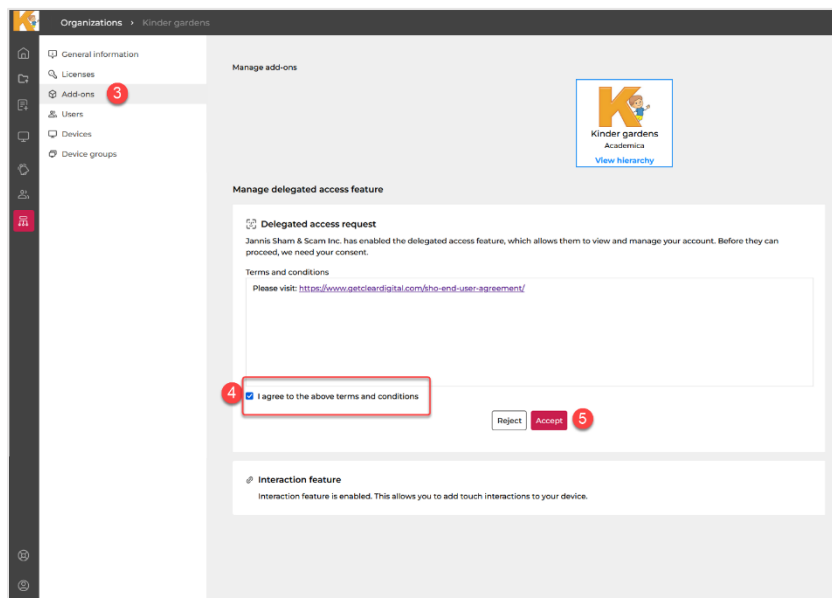 K
Organizations › Kinder gardens
General information
Licenses
Add-ons 3
Users
Devices
Device groups
Manage add-ons
K
Kinder gardens
Academica
View hierarchy
Manage delegated access feature
Delegated access request
Jannis Sham & Scam Inc. has enabled the delegated access feature, which allows them to view and manage your account. Before they can
proceed, we need your consent.
Terms and conditions
Please visit: https://www.getcleardigital.com/sho-end-user-agreement/
4 I agree to the above terms and conditions
Reject Accept 5
Interaction feature
Interaction feature is enabled. This allows you to add touch interactions to your device.